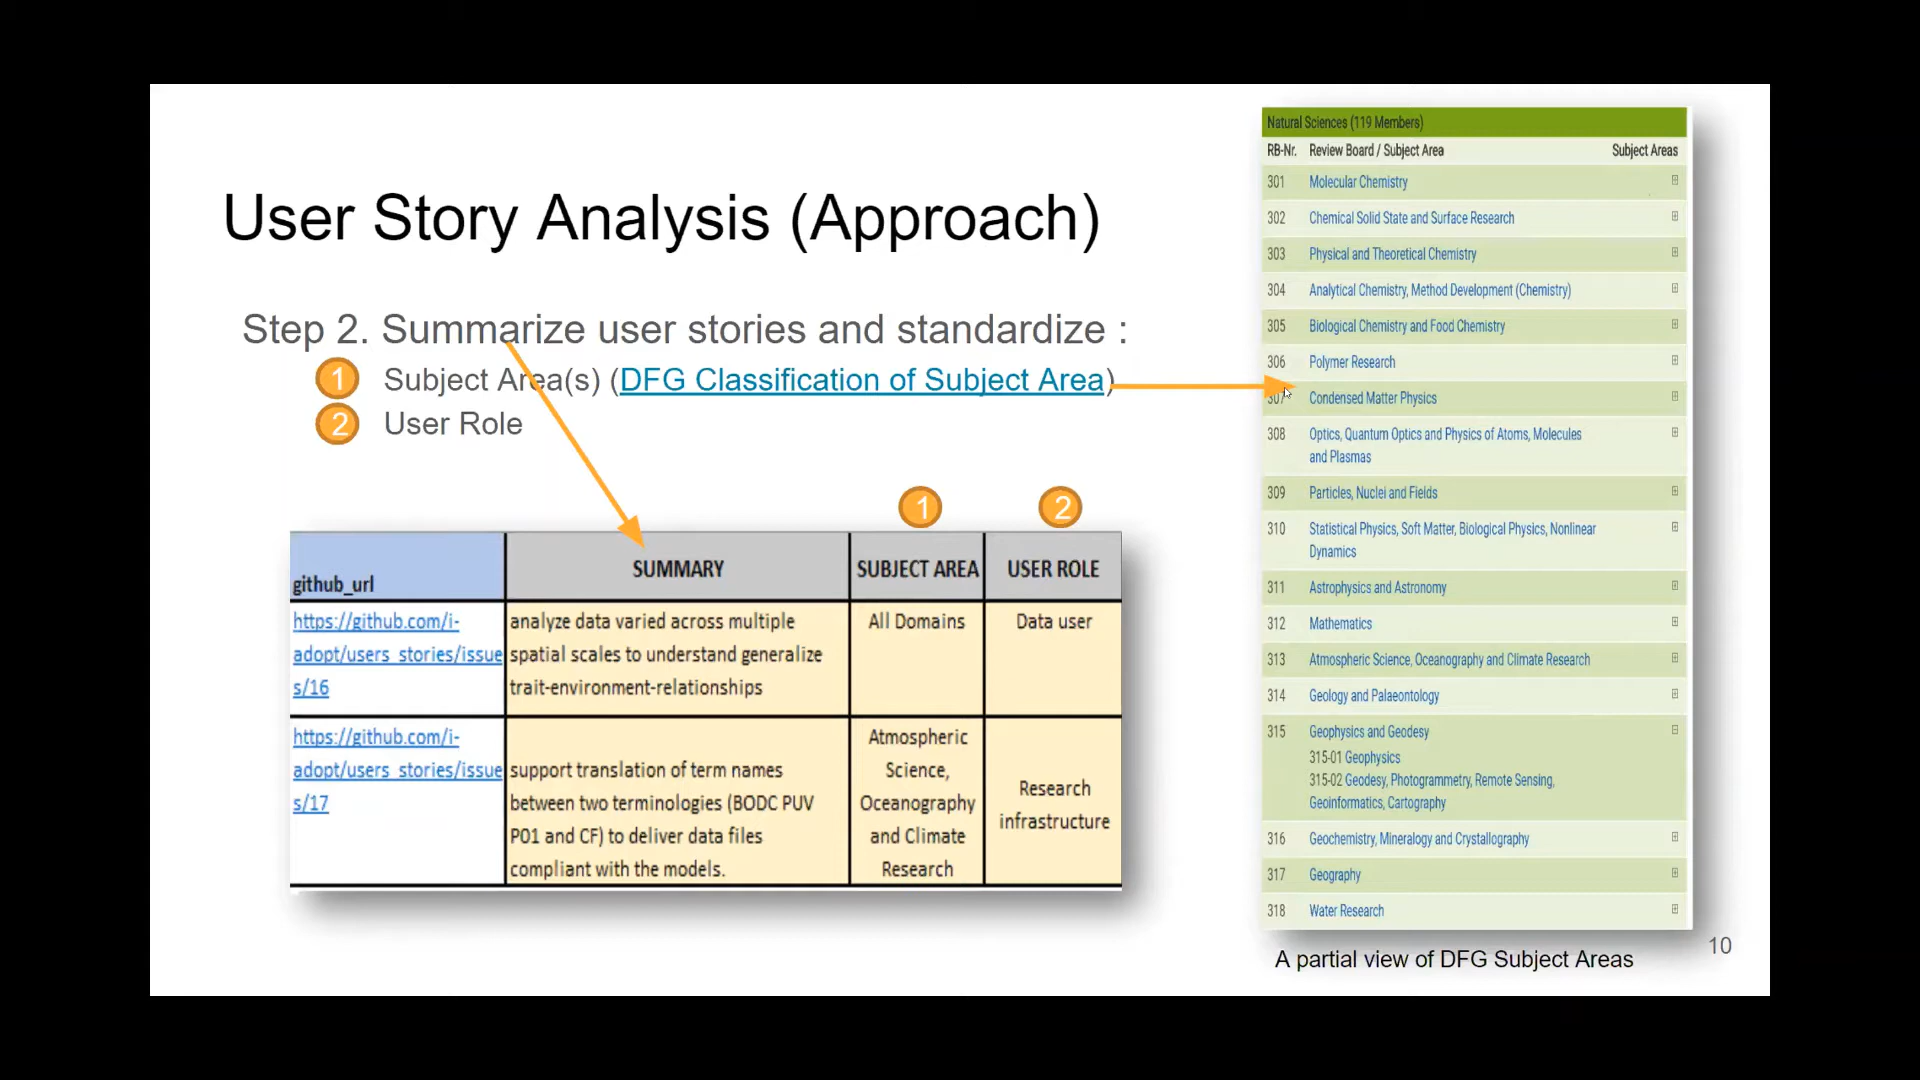 User Story Analysis (Approach)
Step 2. Summarize user stories and standardize :
1 Subject Area(s) (DFG Classification of Subject Area)
2 User Role
1 2
github_url SUMMARY SUBJECT AREA USER ROLE
https://github.com/i-
adopt/users_stories/issue
s/16
analyze data varied across multiple
spatial scales to understand generalize
trait-environment-relationships
All Domains
Data user
https://github.com/i-
adopt/users_stories/issue
s/17
support translation of term names
between two terminologies (BODC PUV
P01 and CF) to deliver data files
compliant with the models.
Atmospheric
Science,
Oceanography
and Climate
Research
Research
infrastructure
Natural Sciences (119 Members)
RB-Nr. Review Board / Subject Area Subject Areas
301 Molecular Chemistry
302 Chemical Solid State and Surface Research
303 Physical and Theoretical Chemistry
304 Analytical Chemistry, Method Development (Chemistry)
305 Biological Chemistry and Food Chemistry
306 Polymer Research
307 Condensed Matter Physics
308 Optics, Quantum Optics and Physics of Atoms, Molecules
and Plasmas
309 Particles, Nuclei and Fields
310 Statistical Physics, Soft Matter, Biological Physics, Nonlinear
Dynamics
311 Astrophysics and Astronomy
312 Mathematics
313 Atmospheric Science, Oceanography and Climate Research
314 Geology and Palaeontology
315 Geophysics and Geodesy
315-01 Geophysics
315-02 Geodesy, Photogrammetry, Remote Sensing,
Geoinformatics, Cartography
316 Geochemistry, Mineralogy and Crystallography
317 Geography
318 Water Research
A partial view of DFG Subject Areas
10